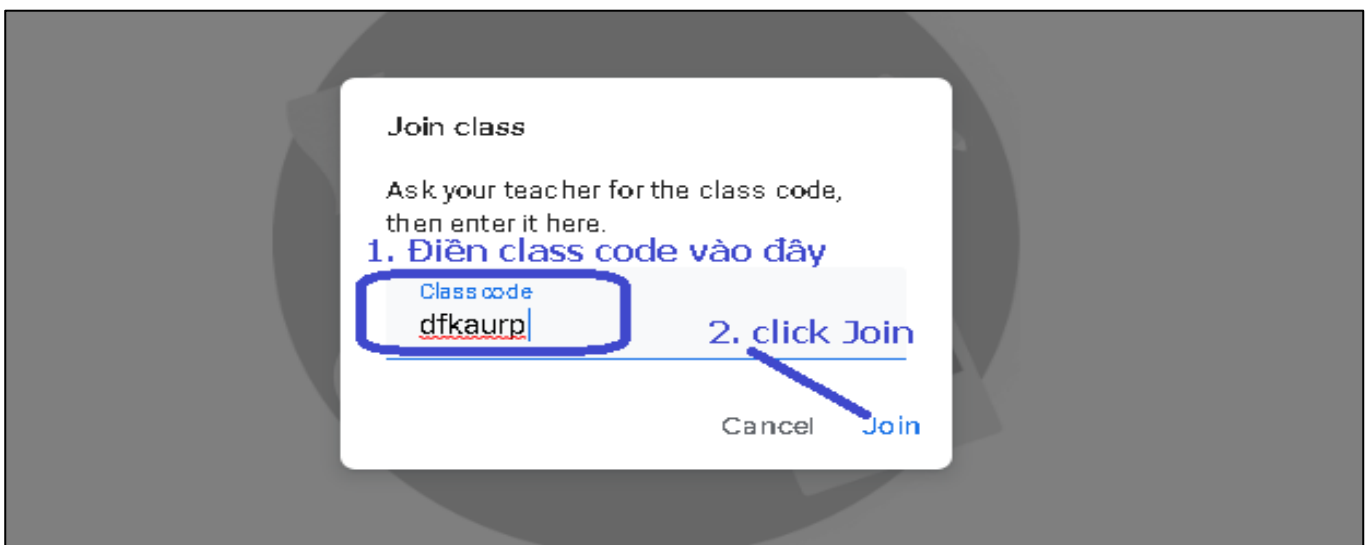 Join class
Ask your teacher for the class code,
then enter it here.
1. Điền class code vào đây
Class code
dfkaurp
2. click Join
Cancel Join